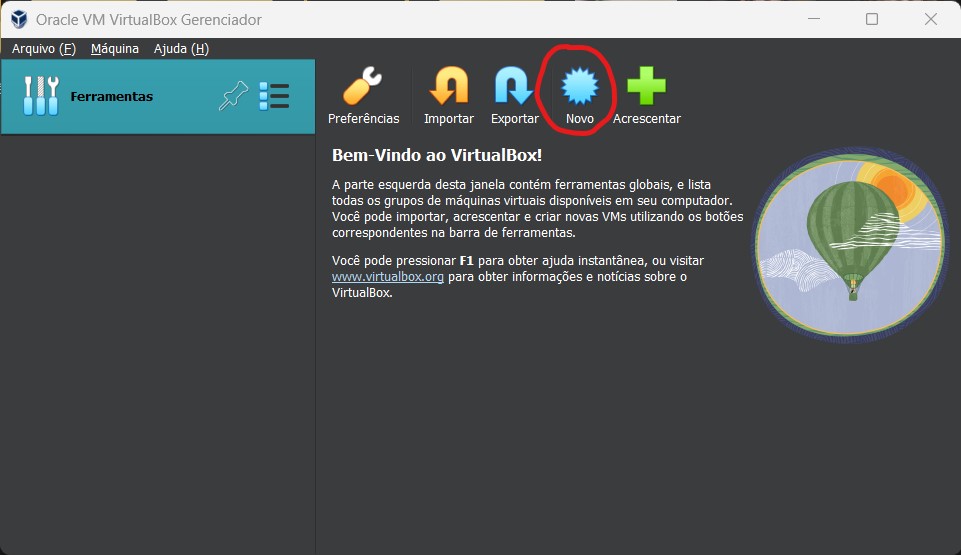 Oracle VM VirtualBox Gerenciador
Arquivo (F) Máquina Ajuda (H)
Ferramentas
Preferências Importar Exportar Novo Acrescentar
Bem-Vindo ao VirtualBox!
A parte esquerda desta janela contém ferramentas globais, e lista
todas os grupos de máquinas virtuais disponíveis em seu computador.
Você pode importar, acrescentar e criar novas VMs utilizando os botões
correspondentes na barra de ferramentas.
Você pode pressionar F1 para obter ajuda instantânea, ou visitar
www.virtualbox.org para obter informações e notícias sobre o
VirtualBox.